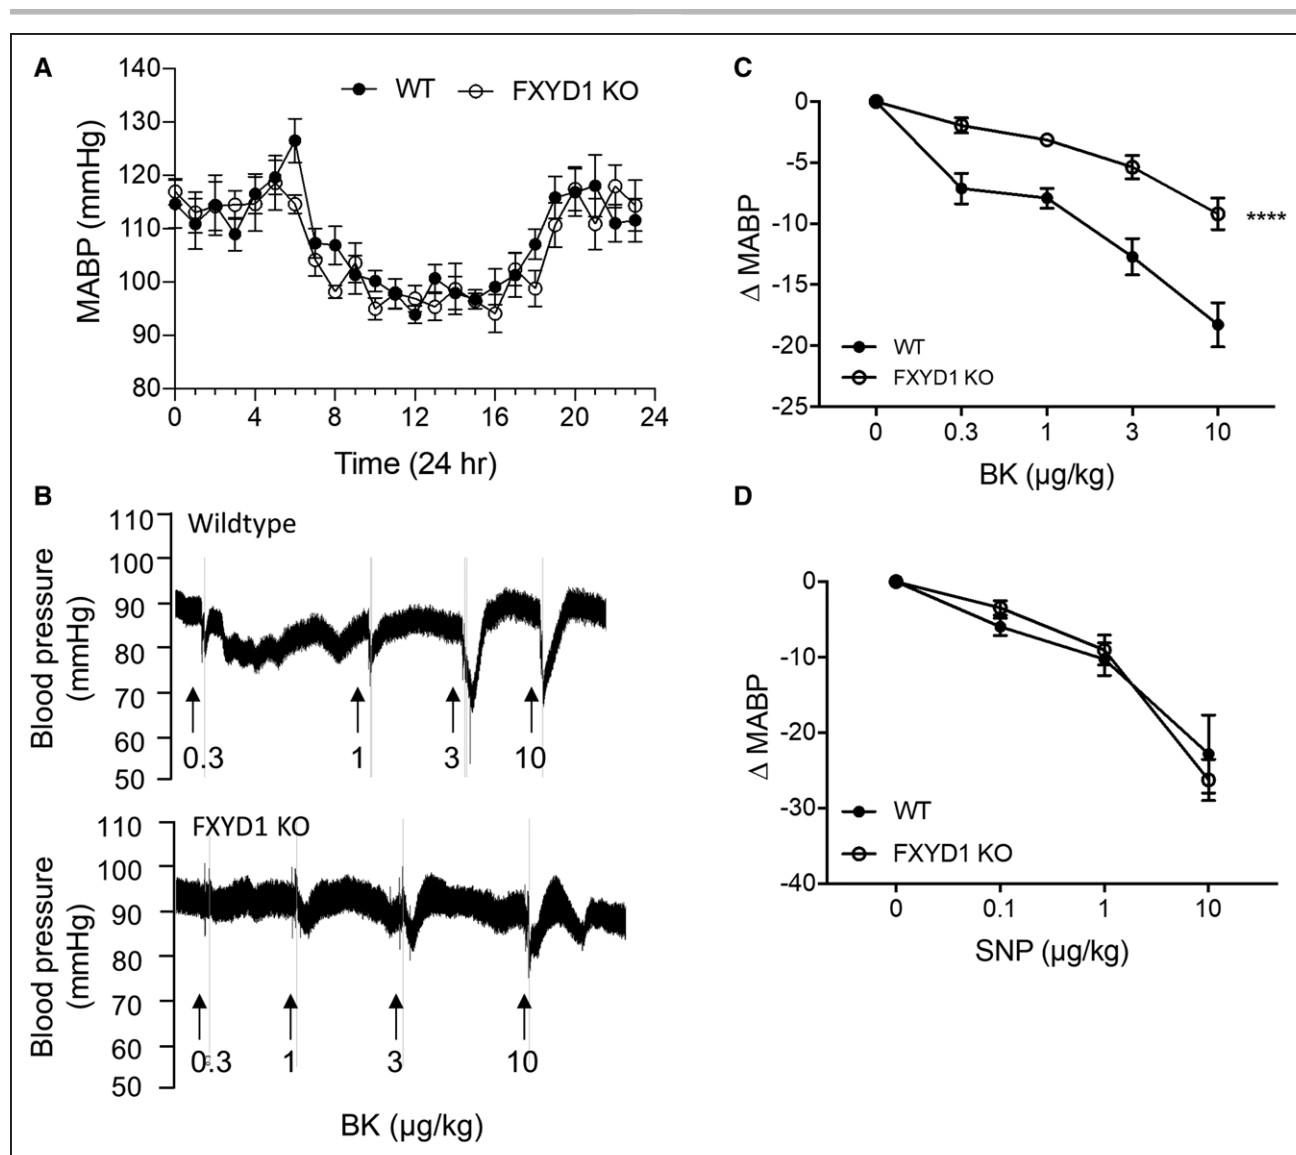 A
140
130
120
110
100
90
80
MABP (mmHg)
WT
FXYD1 KO
0
4
8
12
16
20
24
Time (24 hr)
B
110
100
90
80
70
60
50
Blood pressure
(mmHg)
Wildtype
0.3
1
3
10
110
100
90
80
70
60
50
Blood pressure
(mmHg)
FXYD1 KO
0.3
1
3
10
BK (µg/kg)
C
0
-5
-10
-15
-20
-25
Δ MABP
****
WT
FXYD1 KO
0
0.3
1
3
10
BK (µg/kg)
D
0
-10
-20
-30
-40
Δ MABP
WT
FXYD1 KO
0
0.1
1
10
SNP (µg/kg)